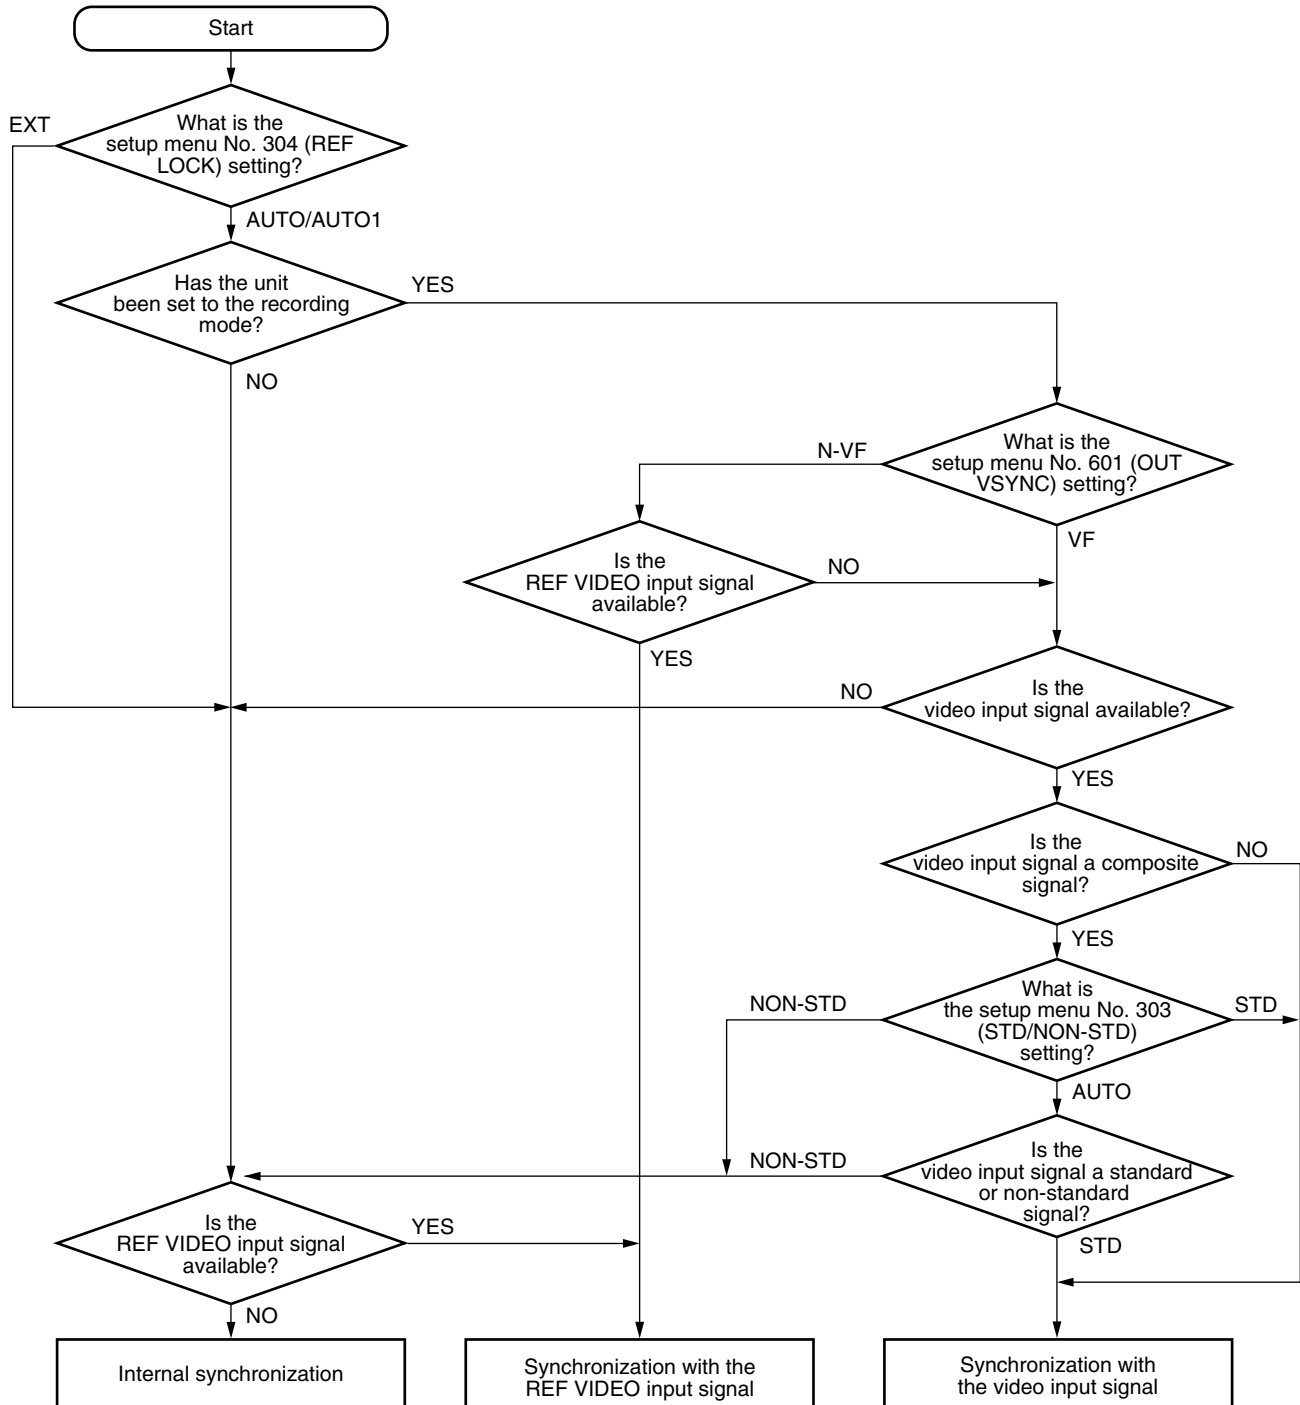 Start
EXT
What is the
setup menu No. 304 (REF
LOCK) setting?
AUTO/AUTO1
Has the unit
been set to the recording
mode?
YES
NO
What is the
setup menu No. 601 (OUT
VSYNC) setting?
N-VF
VF
Is the
REF VIDEO input signal
available?
NO
YES
Is the
video input signal available?
NO
YES
Is the
video input signal a composite
signal?
NO
YES
What is
the setup menu No. 303
(STD/NON-STD)
setting?
NON-STD
STD
AUTO
Is the
video input signal a standard
or non-standard
signal?
NON-STD
STD
Is the
REF VIDEO input signal
available?
YES
NO
Internal synchronization
Synchronization with the
REF VIDEO input signal
Synchronization with
the video input signal